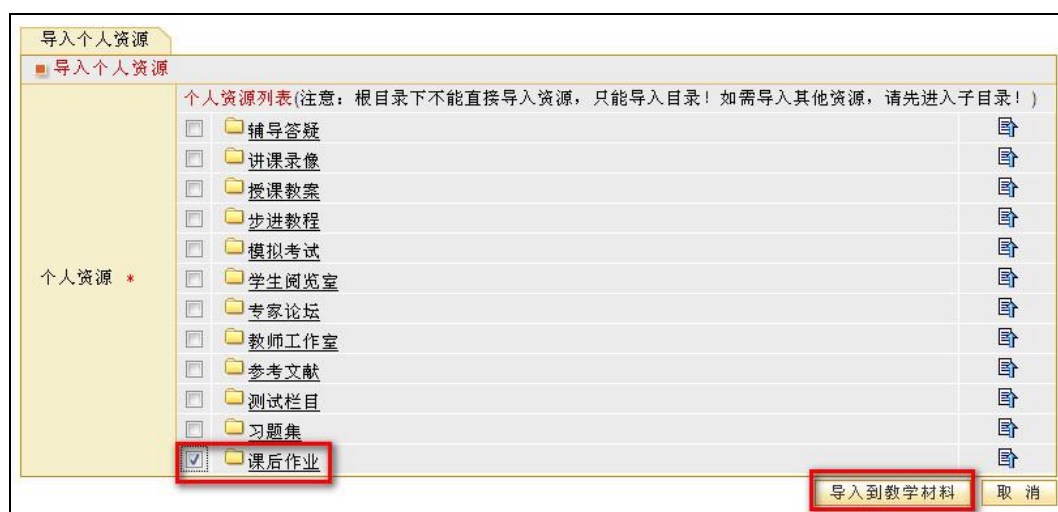 导入个人资源
导入个人资源
个人资源列表(注意：根目录下不能直接导入资源，只能导入目录！如需导入其他资源，请先进入子目录！)
辅导答疑
讲课录像
授课教案
步进教程
模拟考试
个人资源 *
学生阅览室
专家论坛
教师工作室
参考文献
测试栏目
习题集
课后作业
导入到教学材料 取 消